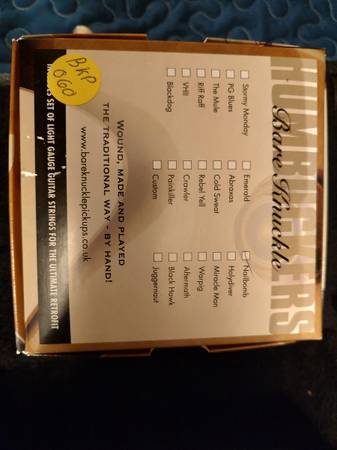 HUMBUCKERS
Bare Knuckle
Stormy Monday
PG Blues
The Mule
Riff Raff
VHII
Blackdog
Emerald
Abraxas
Cold Sweat
Rebel Yell
Crawler
Painkiller
Custom
Nailbomb
Holydiver
Miracle Man
Warpig
Aftermath
Black Hawk
Juggernaut
WOUND, MADE AND PLAYED
THE TRADITIONAL WAY - BY HAND!
www.bareknucklepickups.co.uk
SET OF LIGHT GAUGE GUITAR STRINGS FOR THE ULTIMATE RETROFIT
BKP
060